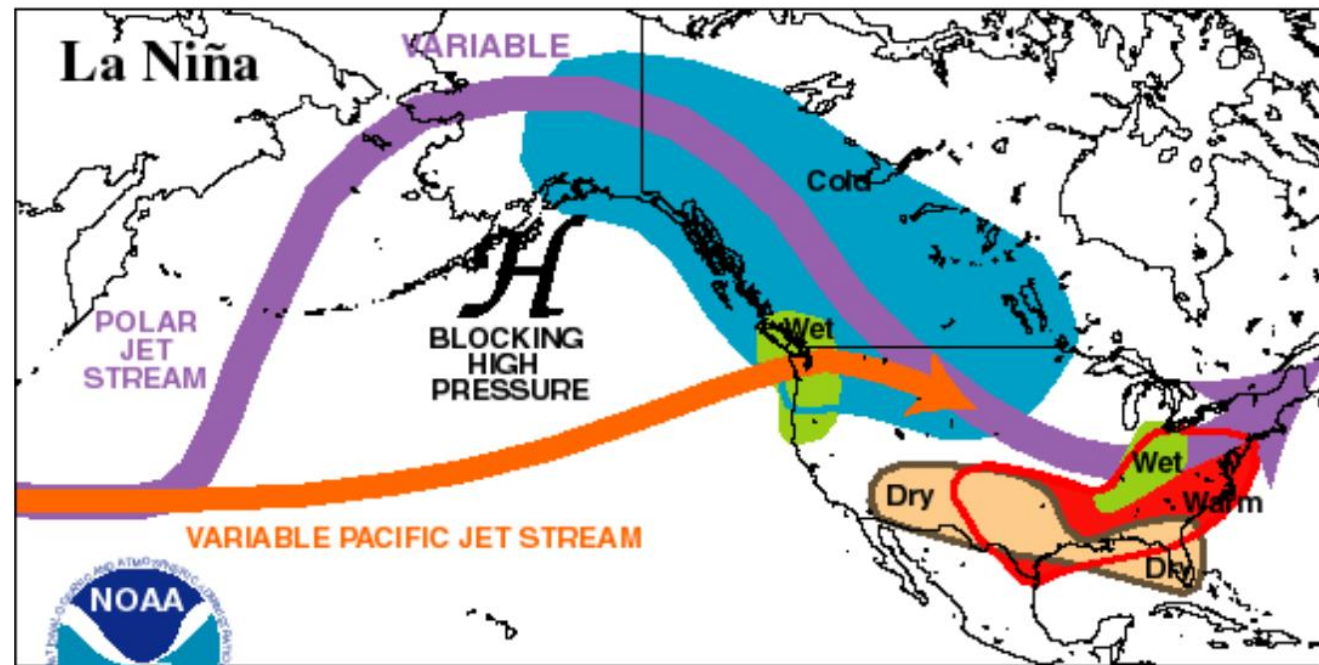 La Niña
VARIABLE
Cold
POLAR
JET
STREAM
H
BLOCKING
HIGH
PRESSURE
Wet
Wet
Dry
Warm
Dry
VARIABLE PACIFIC JET STREAM
NOAA